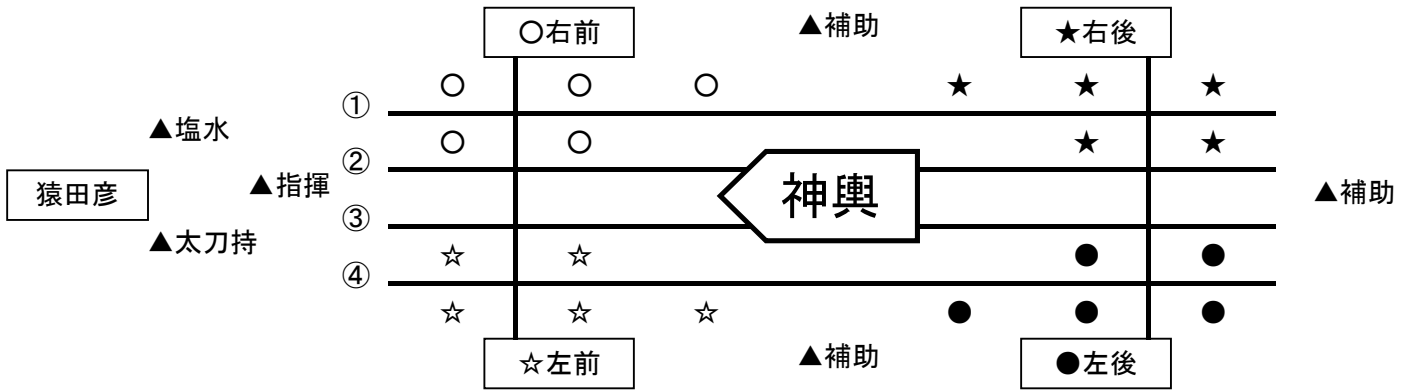 ○右前
▲補助
★右後
○ ○ ○ ★ ★ ★
①
▲塩水
○ ○ ★ ★
②
猿田彦
▲指揮
神輿
▲補助
③
▲太刀持
☆ ☆ ● ●
④
☆ ☆ ☆ ● ● ●
☆左前
▲補助
●左後